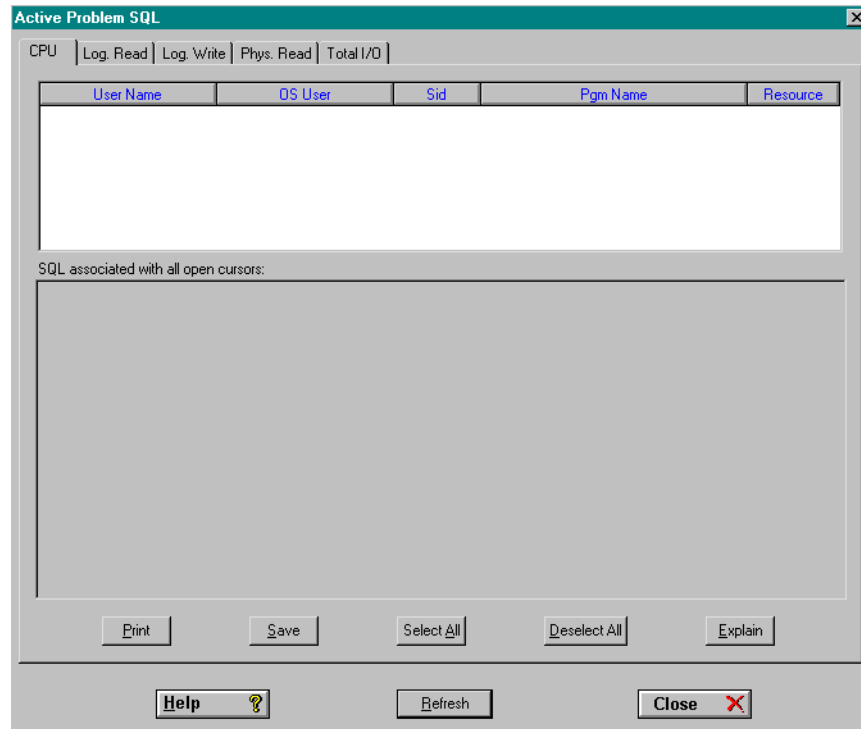 Active Problem SQL
CPU Log. Read Log. Write Phys. Read Total I/O
User Name OS User Sid Pgm Name Resource
SQL associated with all open cursors:
Print Save Select All Deselect All Explain
Help Refresh Close